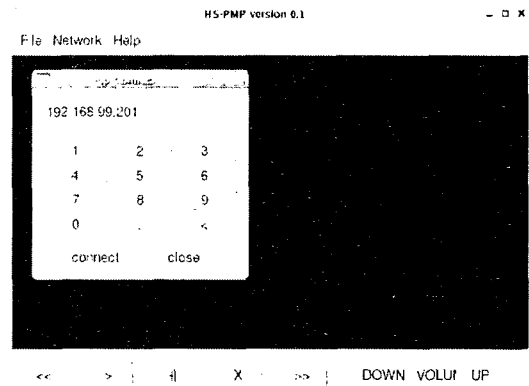 HS-PMP version 0.1
File Network Help
192.168.99.201
1 2 3
4 5 6
7 8 9
0 . <
connect close
<< > X >> DOWN VOLUM UP